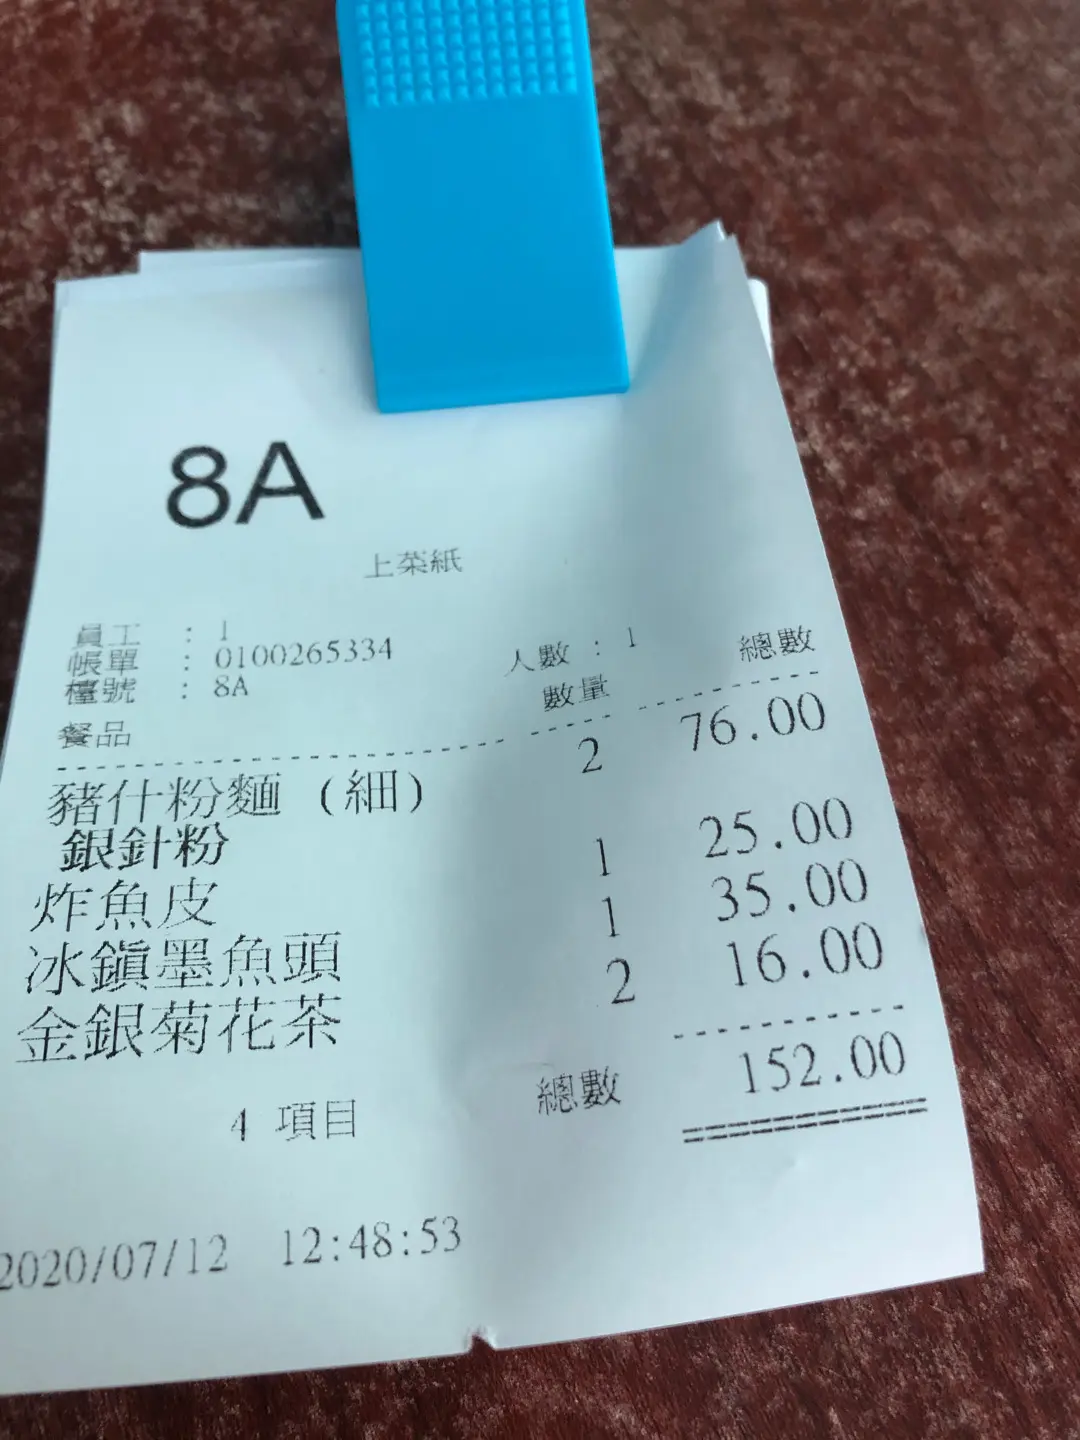 8A
上菜紙
員工 : 1
帳單 : 0100265334 人數 : 1
檯號 : 8A
餐品 數量 總數
豬什粉麵 (細) 2 76.00
銀針粉
炸魚皮 1 25.00
冰鎮墨魚頭 1 35.00
金銀菊花茶 2 16.00
4 項目 總數 152.00
2020/07/12 12:48:53